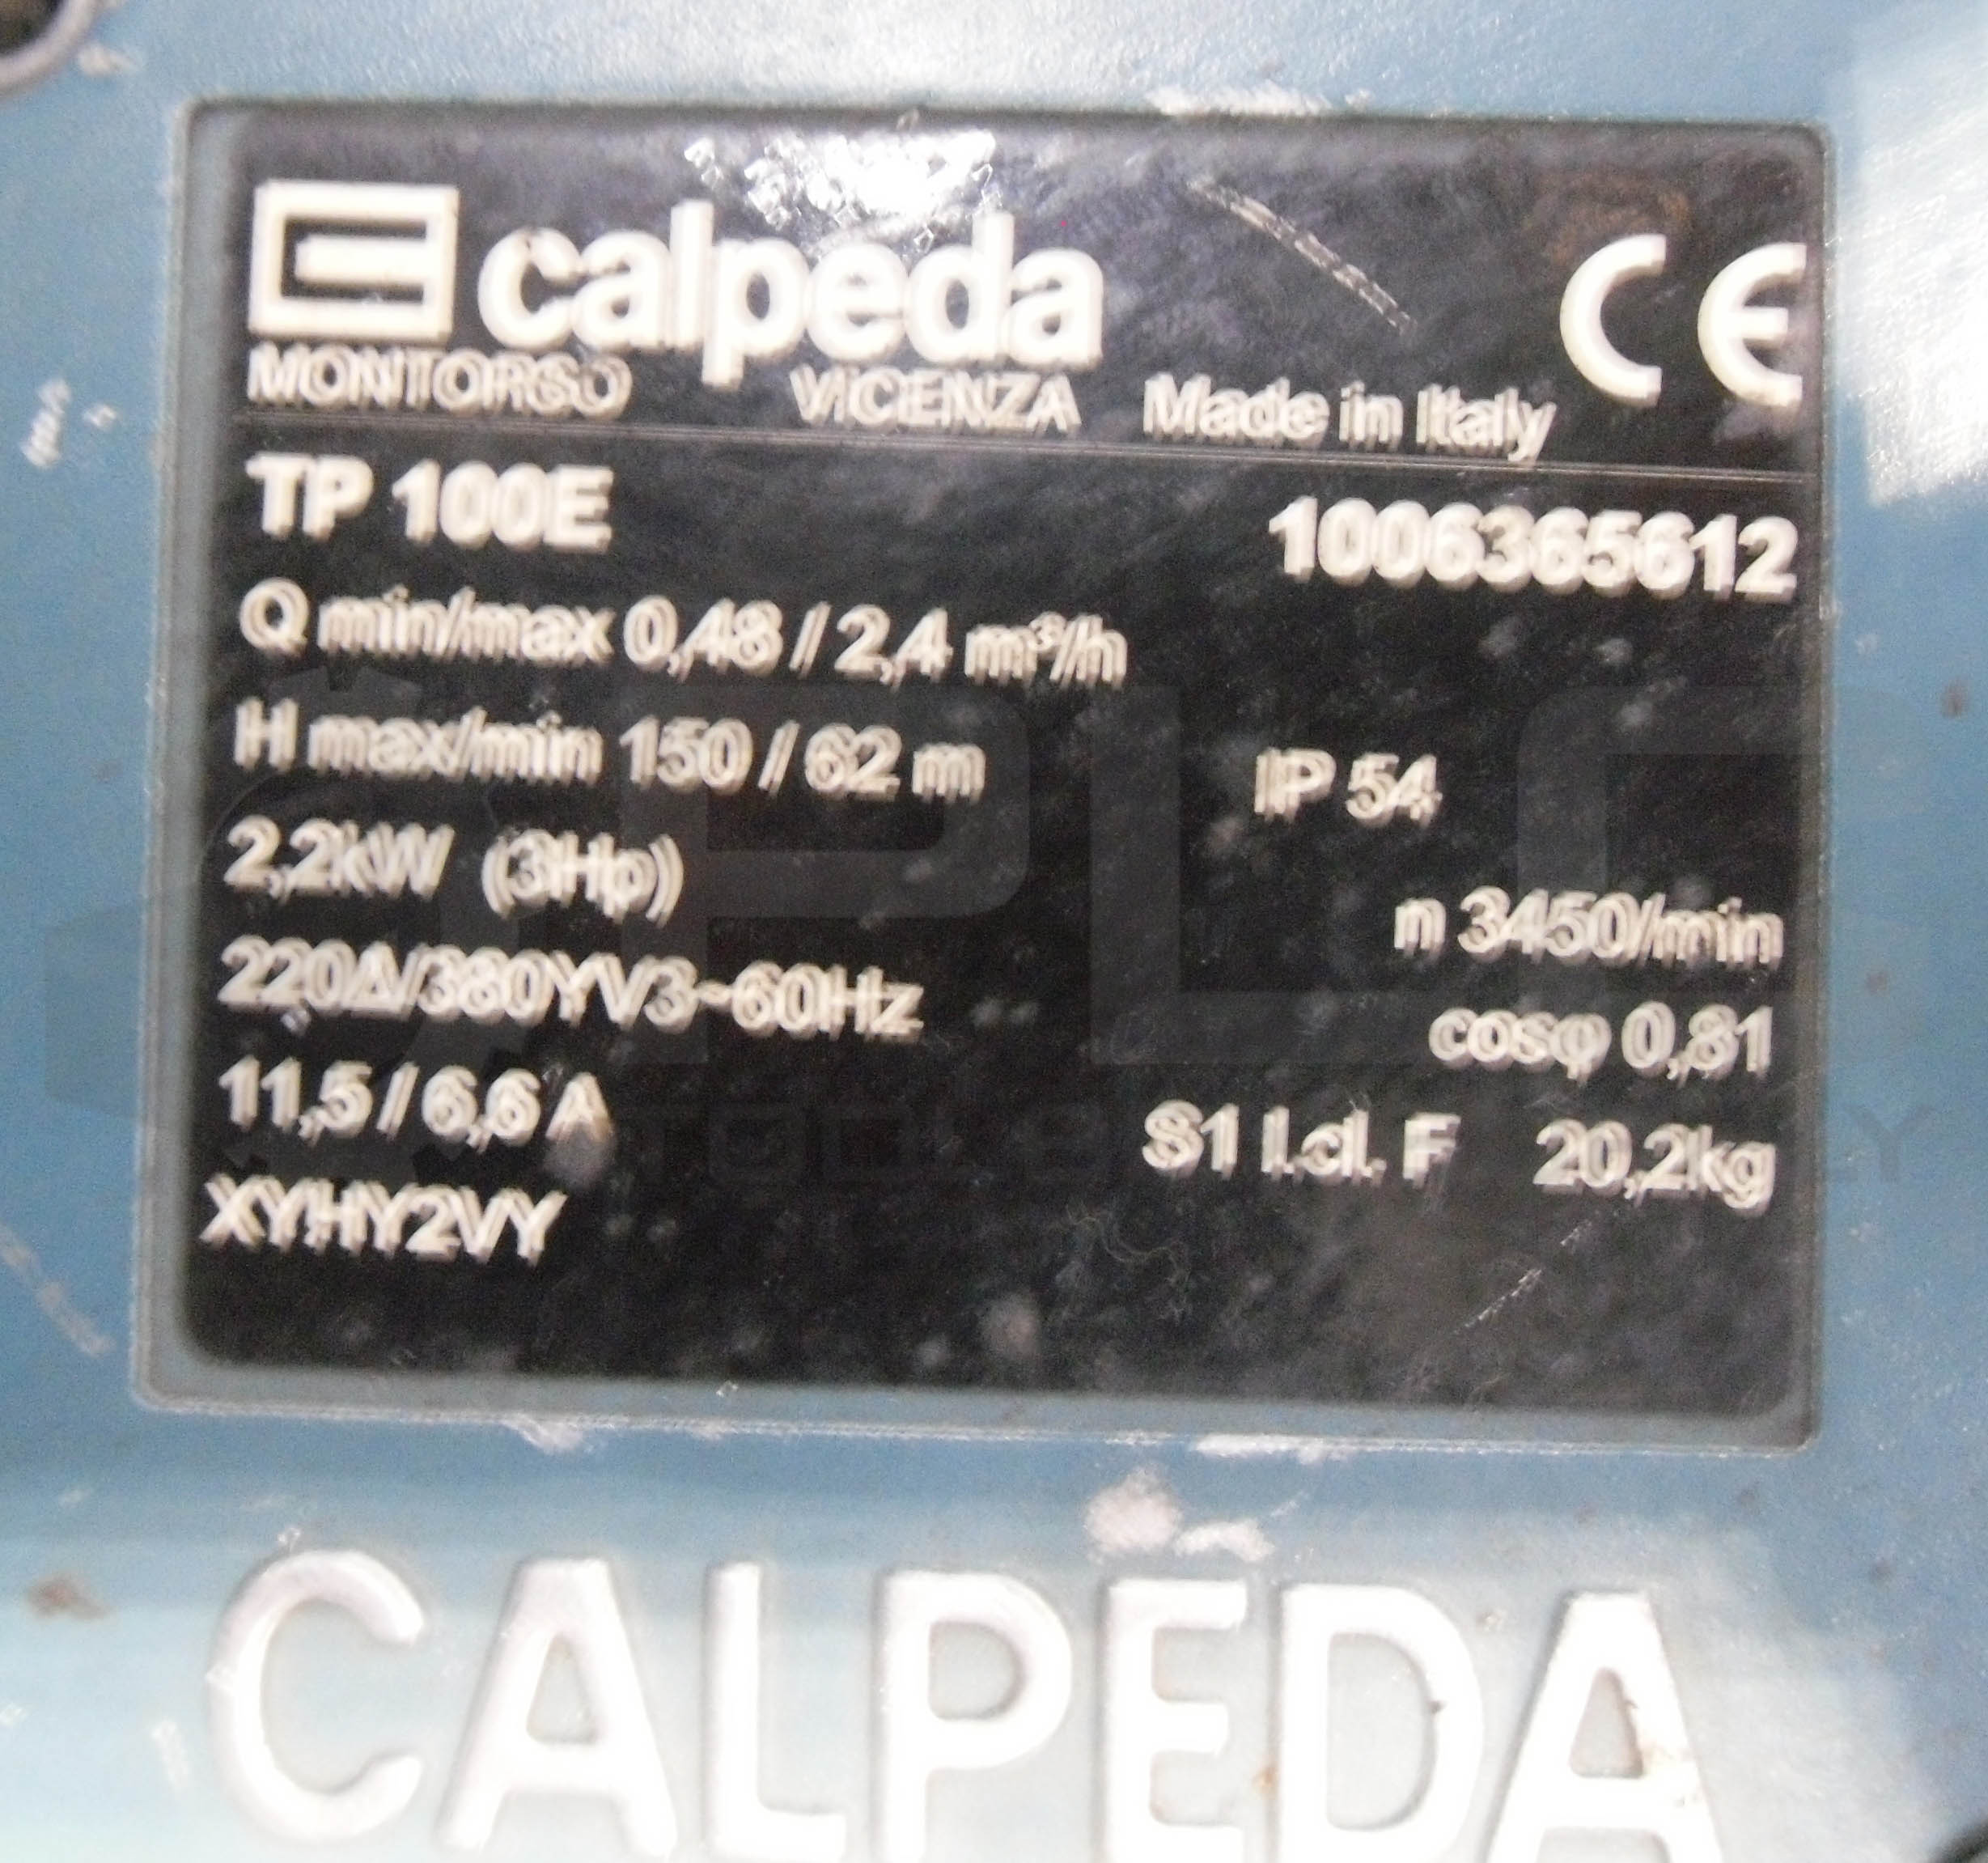 calpeda
MONTORSO VICENZA Made in Italy CE
TP 100E 1006365612
Q min/max 0,48 / 2,4 m³/h
H max/min 150 / 62 m IP 54
2,2kW (3Hp) n 3450/min
220Δ/380YV3~60Hz cosφ 0,81
11,5 / 6,6 A S1 I.cl. F 20,2kg
XYHY2VY
CALPEDA